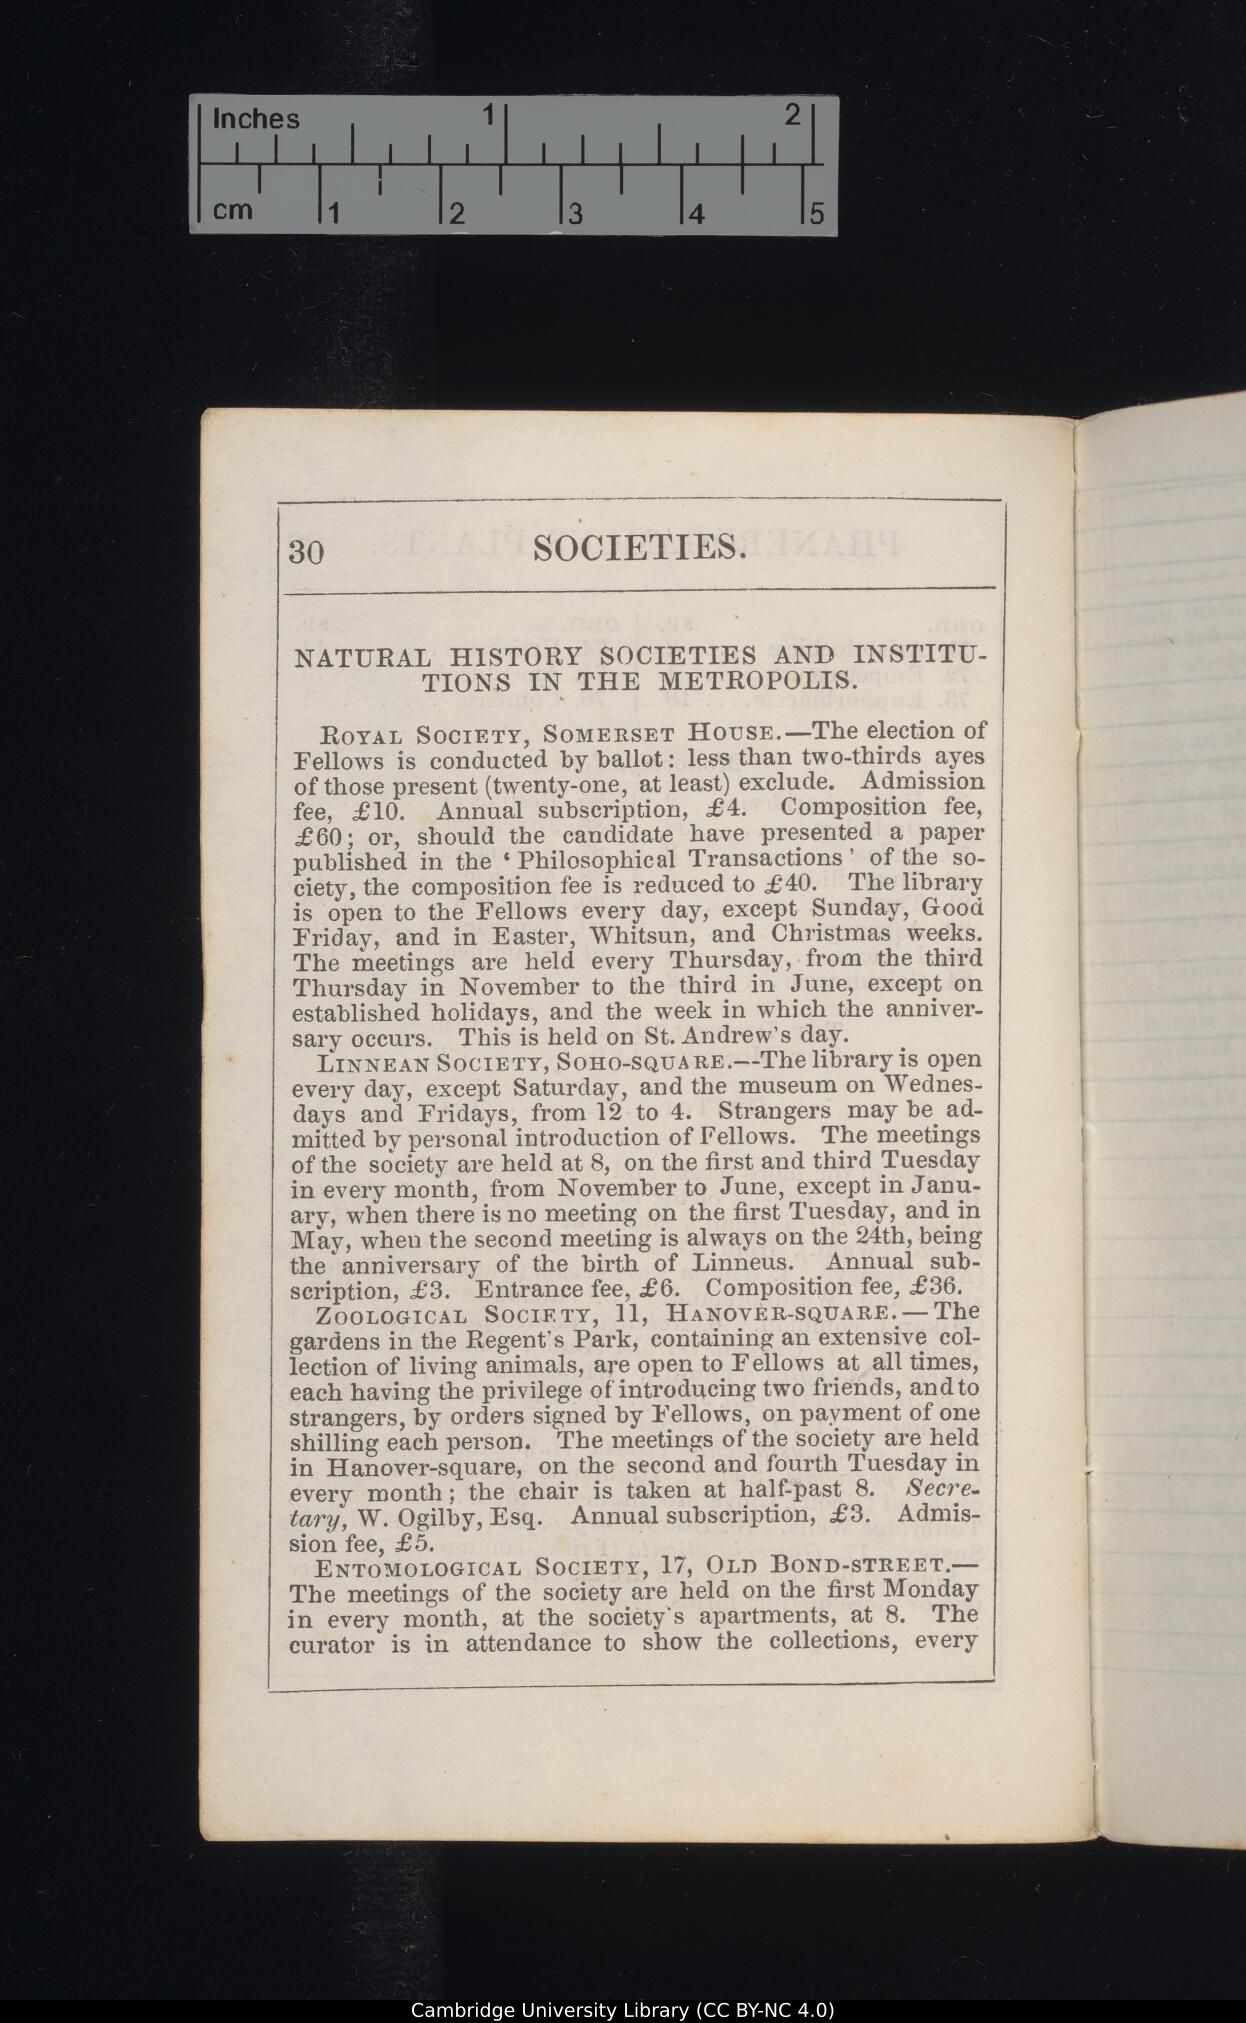 Inches 1 2
cm 1 2 3 4 5
30 SOCIETIES.
NATURAL HISTORY SOCIETIES AND INSTITU-
TIONS IN THE METROPOLIS.
ROYAL SOCIETY, SOMERSET HOUSE.—The election of
Fellows is conducted by ballot: less than two-thirds ayes
of those present (twenty-one, at least) exclude. Admission
fee, £10. Annual subscription, £4. Composition fee,
£60; or, should the candidate have presented a paper
published in the ‘Philosophical Transactions’ of the so-
ciety, the composition fee is reduced to £40. The library
is open to the Fellows every day, except Sunday, Good
Friday, and in Easter, Whitsun, and Christmas weeks.
The meetings are held every Thursday, from the third
Thursday in November to the third in June, except on
established holidays, and the week in which the anniver-
sary occurs. This is held on St. Andrew's day.
LINNEAN SOCIETY, SOHO-SQUARE.—The library is open
every day, except Saturday, and the museum on Wednes-
days and Fridays, from 12 to 4. Strangers may be ad-
mitted by personal introduction of Fellows. The meetings
of the society are held at 8, on the first and third Tuesday
in every month, from November to June, except in Janu-
ary, when there is no meeting on the first Tuesday, and in
May, when the second meeting is always on the 24th, being
the anniversary of the birth of Linneus. Annual sub-
scription, £3. Entrance fee, £6. Composition fee, £36.
ZOOLOGICAL SOCIETY, 11, HANOVER-SQUARE.—The
gardens in the Regent's Park, containing an extensive col-
lection of living animals, are open to Fellows at all times,
each having the privilege of introducing two friends, and to
strangers, by orders signed by Fellows, on payment of one
shilling each person. The meetings of the society are held
in Hanover-square, on the second and fourth Tuesday in
every month; the chair is taken at half-past 8. Secre-
tary, W. Ogilby, Esq. Annual subscription, £3. Admis-
sion fee, £5.
ENTOMOLOGICAL SOCIETY, 17, OLD BOND-STREET.—
The meetings of the society are held on the first Monday
in every month, at the society's apartments, at 8. The
curator is in attendance to show the collections, every
Cambridge University Library (CC BY-NC 4.0)